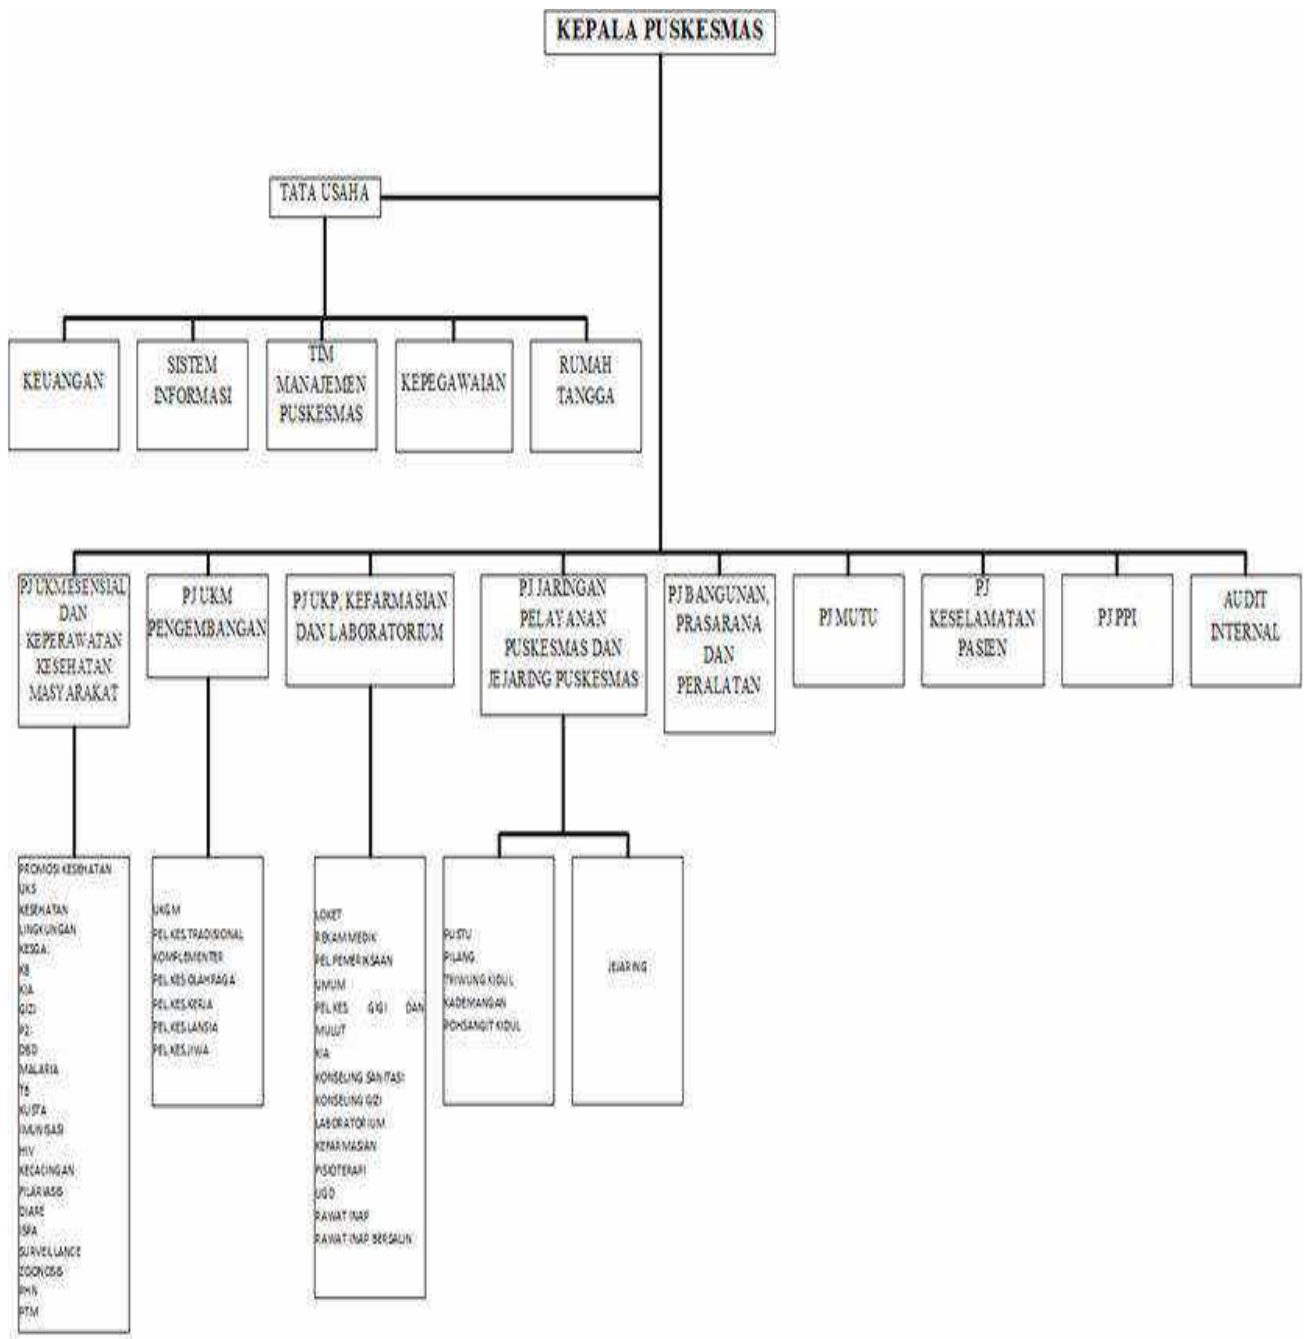 KEPALA PUSKESMAS
TATA USAHA
KEUANGAN
SISTEM
INFORMASI
TIM
MANAJEMEN
PUSKESMAS
KEPEGAWAIAN
RUMAH
TANGGA
PJ UKM ESENSIAL
DAN
KEPERAWATAN
KESEHATAN
MASYARAKAT
PJ UKM
PENGEMBANGAN
PJ UKP, KEFARMASIAN
DAN LABORATORIUM
PJ JARINGAN
PELAYANAN
PUSKESMAS DAN
JEJARING PUSKESMAS
PJ BANGUNAN,
PRASARANA
DAN
PERALATAN
PJ MUTU
PJ
KESELAMATAN
PASIEN
PJ PPI
AUDIT
INTERNAL
PROMOSI KESEHATAN
UKS
KESEHATAN
LINGKUNGAN
KESGA:
KB
KIA
GIZI
P2:
DBD
MALARIA
TB
KUSTA
IMUNISASI
HIV
KECACINGAN
FILARIASIS
DIARE
ISPA
SURVEILLANCE
ZOONOSIS
PHN
PTM
UKGM
PEL.KES.TRADISIONAL
KOMPLEMENTER
PEL.KES.OLAHRAGA
PEL.KES.KERJA
PEL.KES.LANSIA
PEL.KES.JIWA
LOKET
REKAM MEDIK
PEL.PEMERIKSAAN
UMUM
PEL.KES. GIGI DAN
MULUT
KIA
KONSELING SANITASI
KONSELING GIZI
LABORATORIUM
KEFARMASIAN
FISIOTERAPI
UGD
RAWAT INAP
RAWAT INAP BERSALIN
PUSTU
PILANG
TRIWUNG KIDUL
KADEMANGAN
POHSANGIT KIDUL
JEJARING